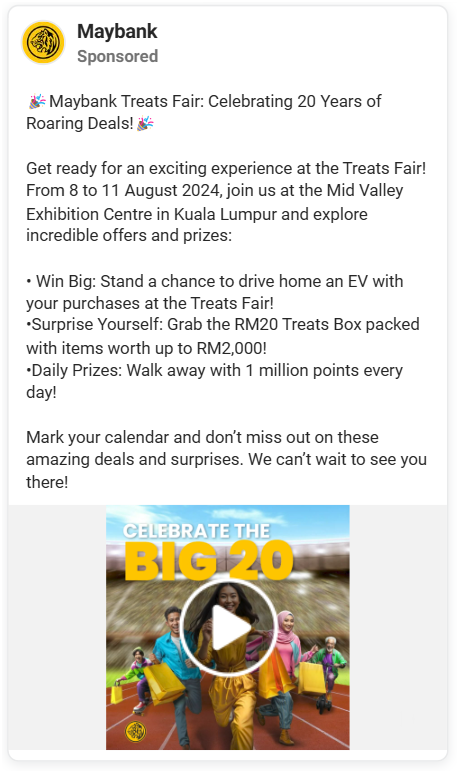 Maybank
Sponsored
🎉Maybank Treats Fair: Celebrating 20 Years of
Roaring Deals!🎉
Get ready for an exciting experience at the Treats Fair!
From 8 to 11 August 2024, join us at the Mid Valley
Exhibition Centre in Kuala Lumpur and explore
incredible offers and prizes:
• Win Big: Stand a chance to drive home an EV with
your purchases at the Treats Fair!
•Surprise Yourself: Grab the RM20 Treats Box packed
with items worth up to RM2,000!
•Daily Prizes: Walk away with 1 million points every
day!
Mark your calendar and don’t miss out on these
amazing deals and surprises. We can’t wait to see you
there!
CELEBRATE THE
BIG 20